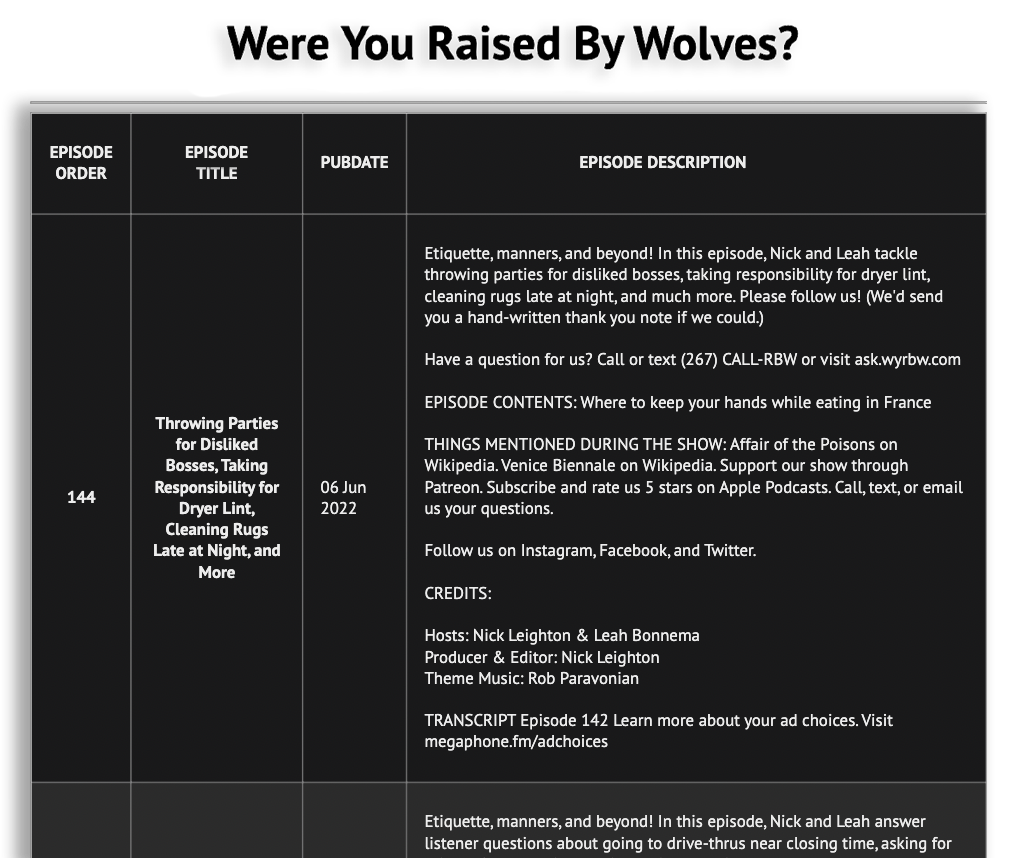 Were You Raised By Wolves?
EPISODE
ORDER
EPISODE
TITLE
PUBDATE
EPISODE DESCRIPTION
144
Throwing Parties
for Disliked
Bosses, Taking
Responsibility for
Dryer Lint,
Cleaning Rugs
Late at Night, and
More
06 Jun
2022
Etiquette, manners, and beyond! In this episode, Nick and Leah tackle
throwing parties for disliked bosses, taking responsibility for dryer lint,
cleaning rugs late at night, and much more. Please follow us! (We'd send
you a hand-written thank you note if we could.)
Have a question for us? Call or text (267) CALL-RBW or visit ask.wyrbw.com
EPISODE CONTENTS: Where to keep your hands while eating in France
THINGS MENTIONED DURING THE SHOW: Affair of the Poisons on
Wikipedia. Venice Biennale on Wikipedia. Support our show through
Patreon. Subscribe and rate us 5 stars on Apple Podcasts. Call, text, or email
us your questions.
Follow us on Instagram, Facebook, and Twitter.
CREDITS:
Hosts: Nick Leighton & Leah Bonnema
Producer & Editor: Nick Leighton
Theme Music: Rob Paravonian
TRANSCRIPT Episode 142 Learn more about your ad choices. Visit
megaphone.fm/adchoices
Etiquette, manners, and beyond! In this episode, Nick and Leah answer
listener questions about going to drive-thrus near closing time, asking for